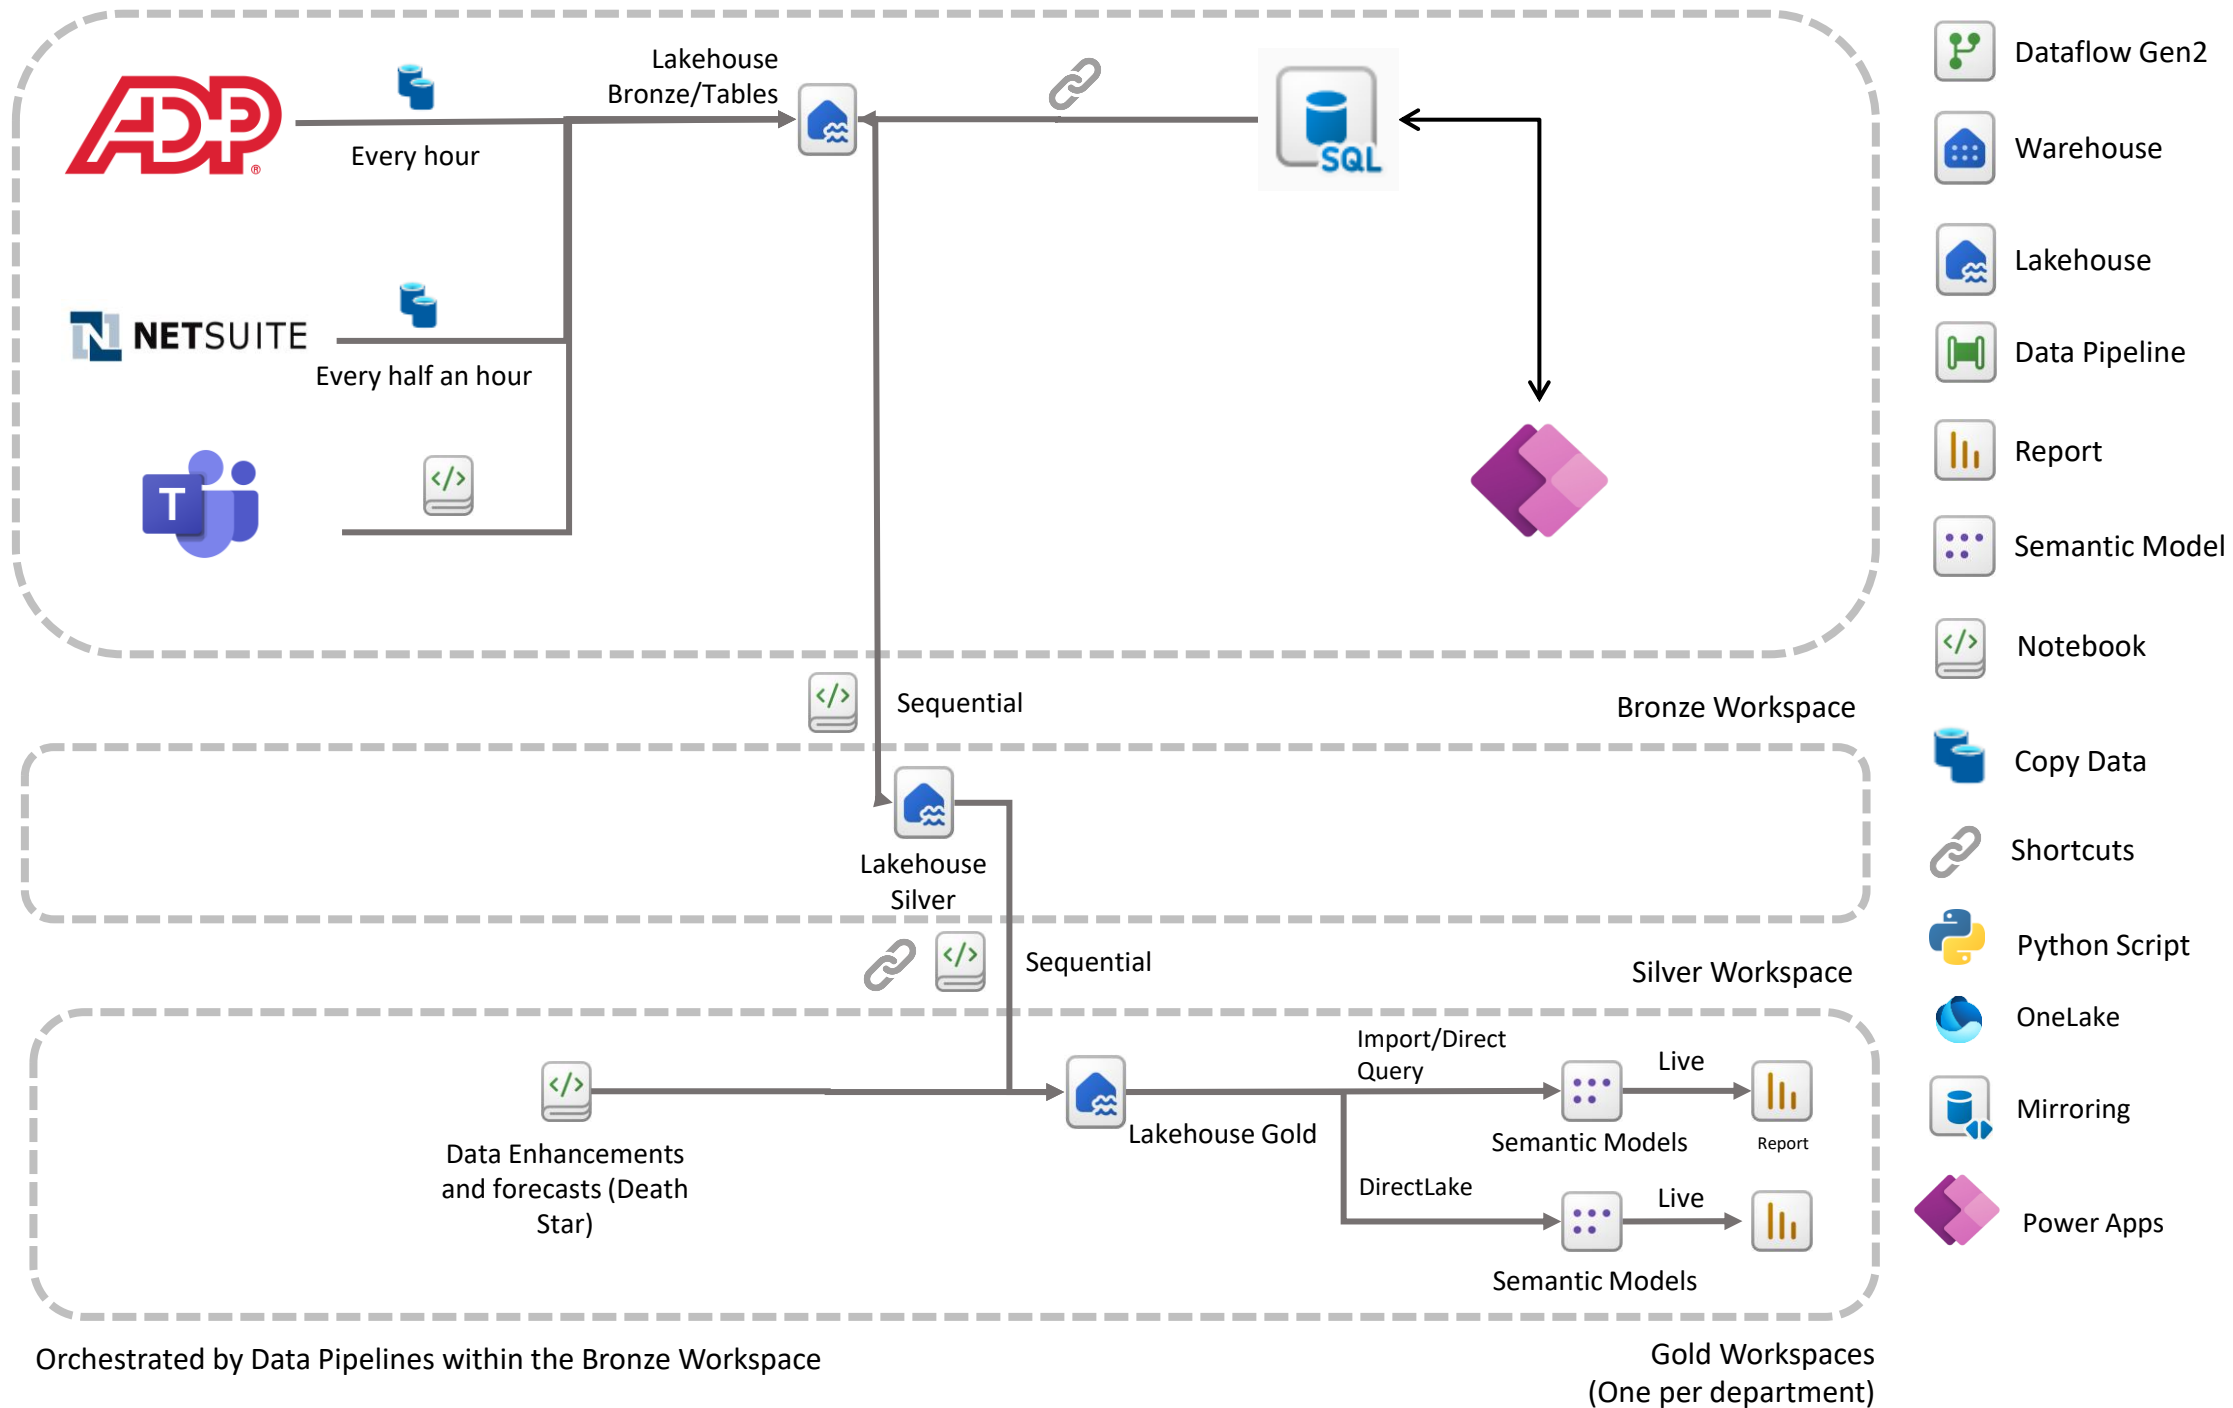 Lakehouse
Bronze/Tables
ADP
®
Every hour
SQL
NETSUITE
Every half an hour
T
Sequential
Bronze Workspace
Lakehouse
Silver
Sequential
Silver Workspace
Import/Direct
Query
Live
Lakehouse Gold
Semantic Models
Report
Data Enhancements
and forecasts (Death
Star)
DirectLake
Live
Semantic Models
Orchestrated by Data Pipelines within the Bronze Workspace
Gold Workspaces
(One per department)
Dataflow Gen2
Warehouse
Lakehouse
Data Pipeline
Report
Semantic Model
Notebook
Copy Data
Shortcuts
Python Script
OneLake
Mirroring
Power Apps